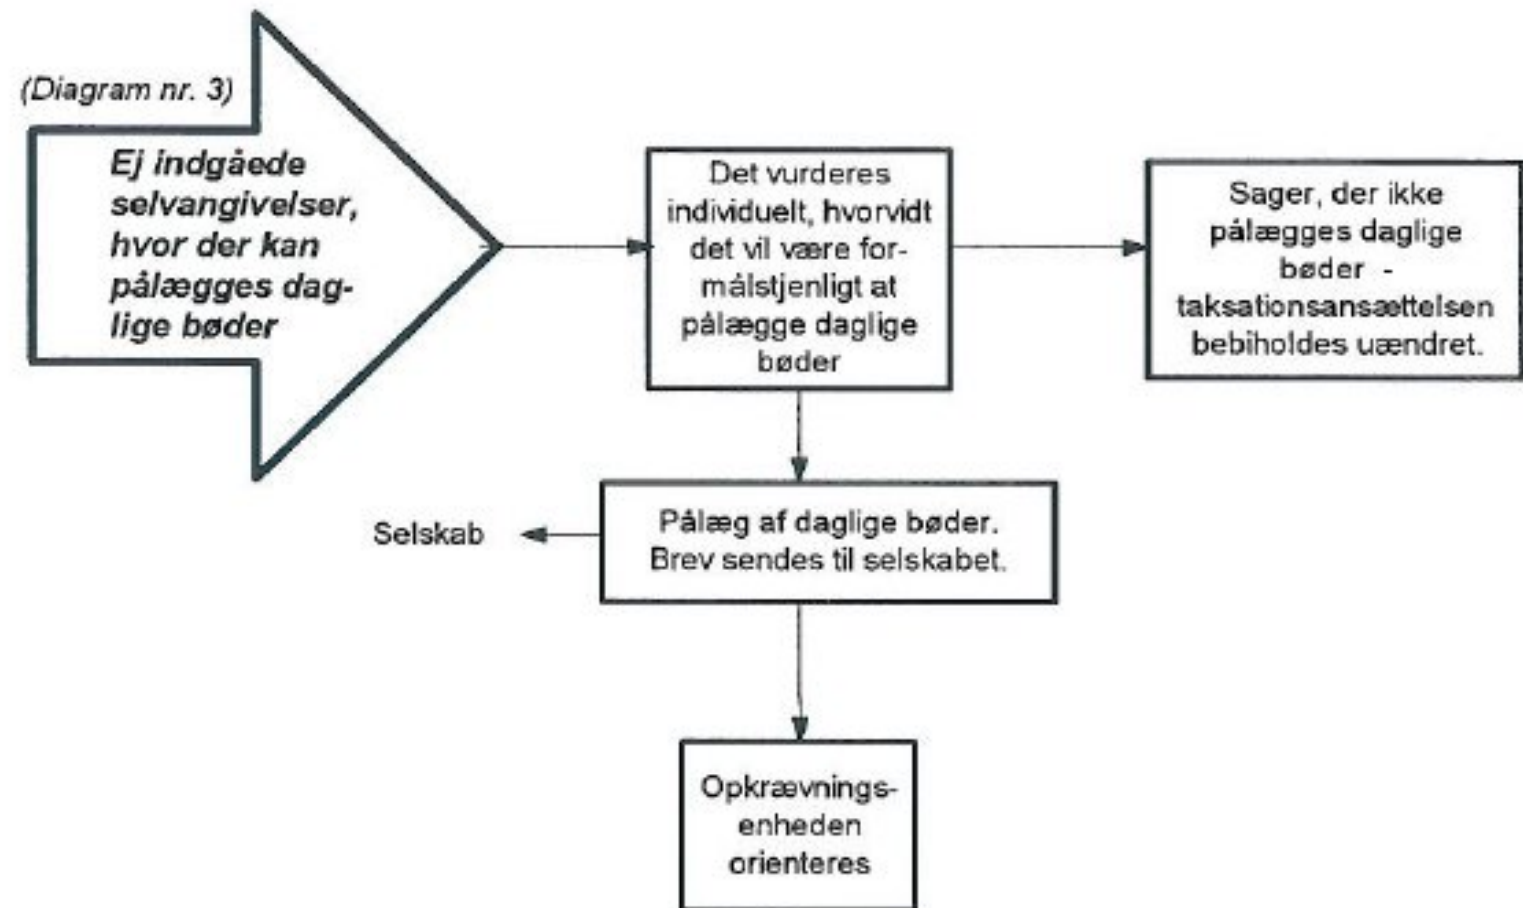 (Diagram nr. 3)
Ej indgåede
selvangivelser,
hvor der kan
pålægges dag-
lige bøder
Det vurderes
individuelt, hvorvidt
det vil være for-
målstjenligt at
pålægge daglige
bøder
Sager, der ikke
pålægges daglige
bøder -
taksationsansættelsen
bebiholdes uændret.
Selskab
Pålæg af daglige bøder.
Brev sendes til selskabet.
Opkrævnings-
enheden
orienteres